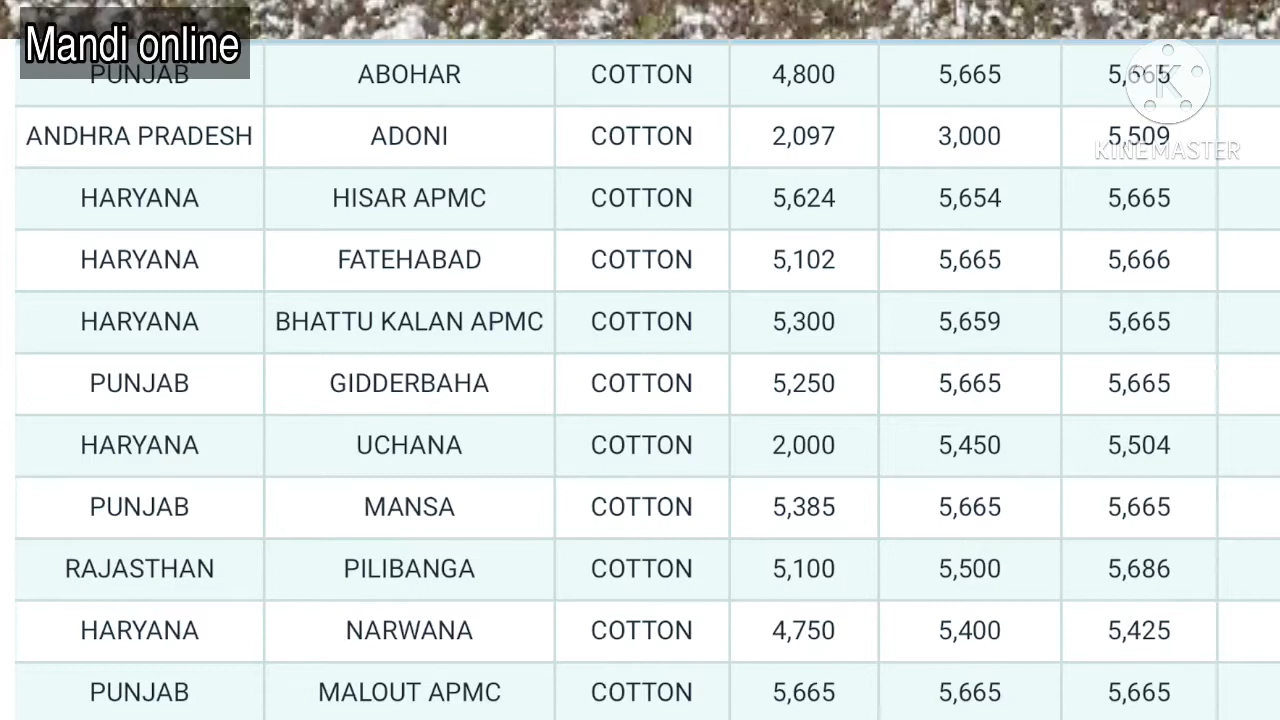 Mandi online
PUNJAB ABOHAR COTTON 4,800 5,665 5,665
KINEMASTER
ANDHRA PRADESH ADONI COTTON 2,097 3,000 5,509
HARYANA HISAR APMC COTTON 5,624 5,654 5,665
HARYANA FATEHABAD COTTON 5,102 5,665 5,666
HARYANA BHATTU KALAN APMC COTTON 5,300 5,659 5,665
PUNJAB GIDDERBAHA COTTON 5,250 5,665 5,665
HARYANA UCHANA COTTON 2,000 5,450 5,504
PUNJAB MANSA COTTON 5,385 5,665 5,665
RAJASTHAN PILIBANGA COTTON 5,100 5,500 5,686
HARYANA NARWANA COTTON 4,750 5,400 5,425
PUNJAB MALOUT APMC COTTON 5,665 5,665 5,665